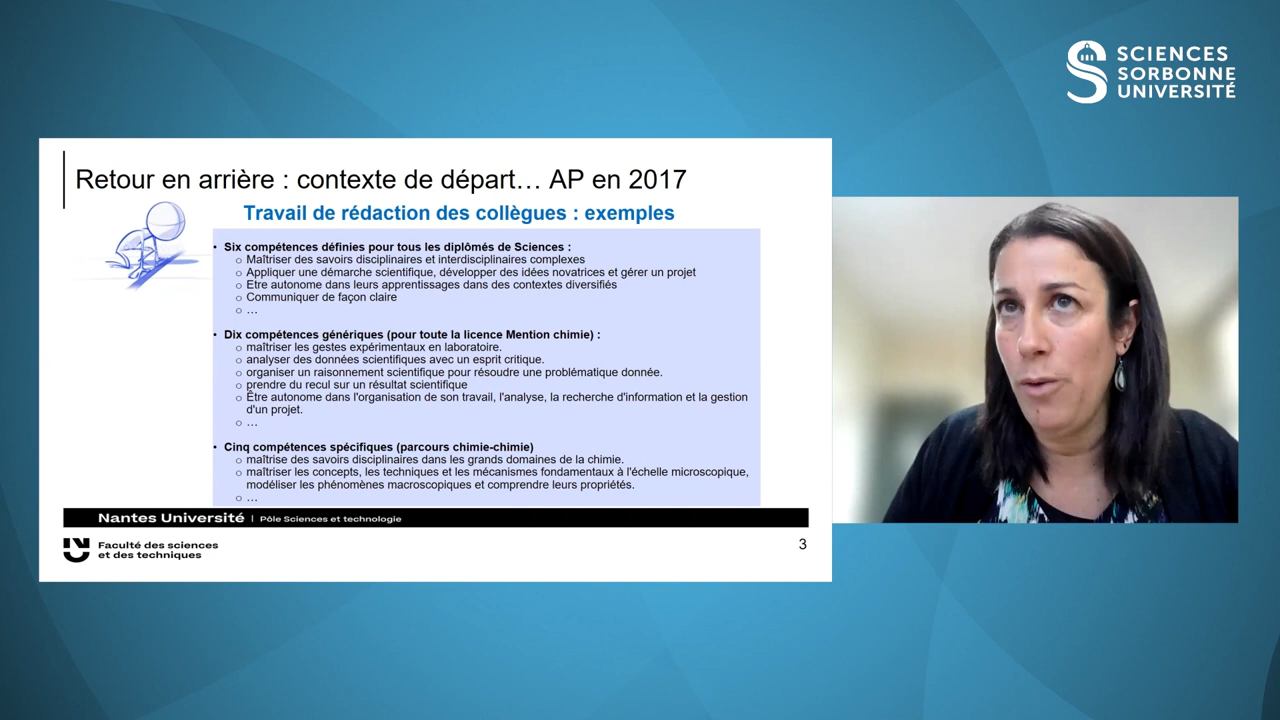 SCIENCES
SORBONNE
UNIVERSITÉ
Retour en arrière : contexte de départ… AP en 2017
Travail de rédaction des collègues : exemples
• Six compétences définies pour tous les diplômés de Sciences :
o Maîtriser des savoirs disciplinaires et interdisciplinaires complexes
o Appliquer une démarche scientifique, développer des idées novatrices et gérer un projet
o Etre autonome dans leurs apprentissages dans des contextes diversifiés
o Communiquer de façon claire
o …
• Dix compétences génériques (pour toute la licence Mention chimie) :
o maîtriser les gestes expérimentaux en laboratoire.
o analyser des données scientifiques avec un esprit critique.
o organiser un raisonnement scientifique pour résoudre une problématique donnée.
o prendre du recul sur un résultat scientifique
o Être autonome dans l'organisation de son travail, l'analyse, la recherche d'information et la gestion
d'un projet.
o …
• Cinq compétences spécifiques (parcours chimie-chimie)
o maîtrise des savoirs disciplinaires dans les grands domaines de la chimie.
o maîtriser les concepts, les techniques et les mécanismes fondamentaux à l'échelle microscopique,
modéliser les phénomènes macroscopiques et comprendre leurs propriétés.
o …
Nantes Université | Pôle Sciences et technologie
Faculté des sciences
et des techniques
3